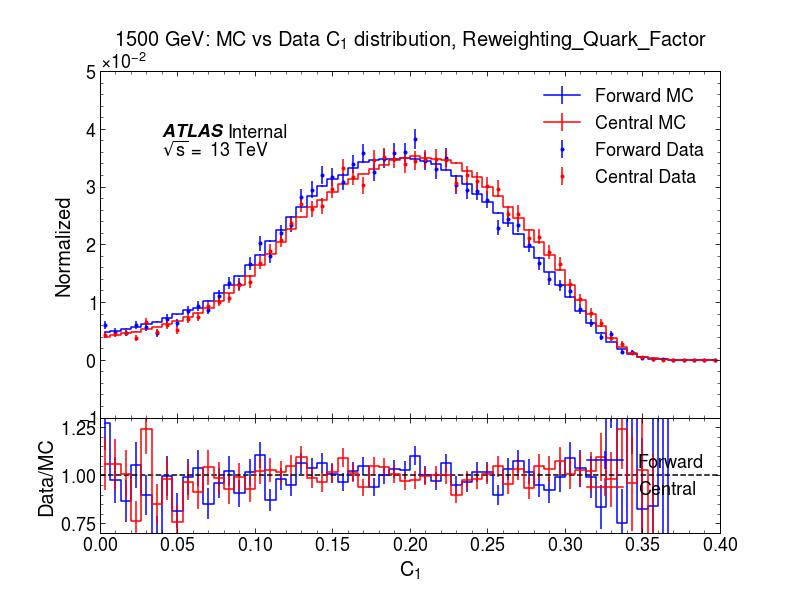 1500 GeV: MC vs Data C₁ distribution, Reweighting_Quark_Factor
×10⁻²
5
4
3
2
1
0
−1
Normalized
ATLAS Internal
√s = 13 TeV
Forward MC
Central MC
Forward Data
Central Data
1.25
1.00
0.75
Data/MC
Forward
Central
0.00 0.05 0.10 0.15 0.20 0.25 0.30 0.35 0.40
C₁